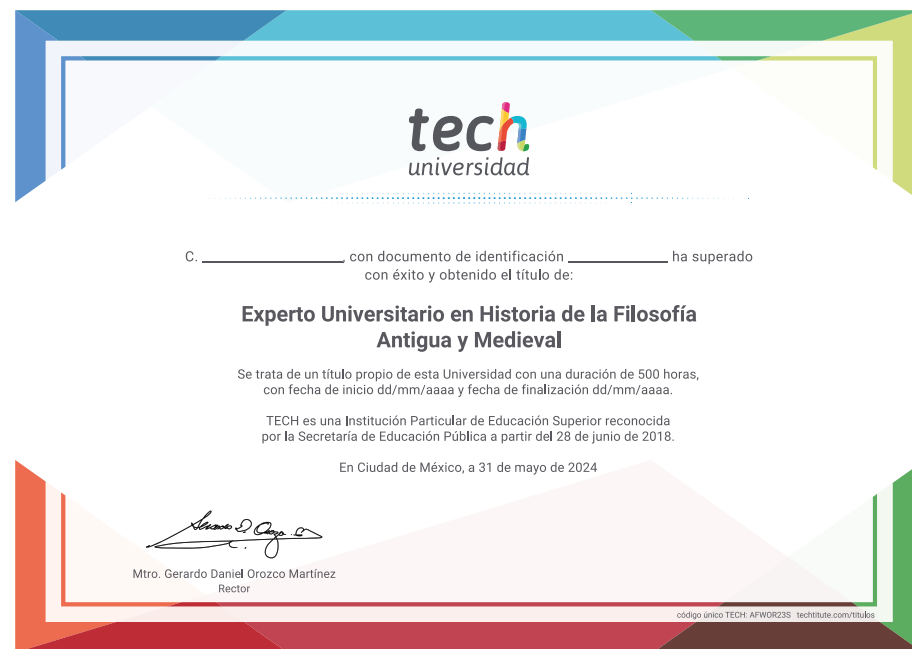 tech
universidad
C. ____________________, con documento de identificación ______________ ha superado
con éxito y obtenido el título de:
Experto Universitario en Historia de la Filosofía
Antigua y Medieval
Se trata de un título propio de esta Universidad con una duración de 500 horas,
con fecha de inicio dd/mm/aaaa y fecha de finalización dd/mm/aaaa.
TECH es una Institución Particular de Educación Superior reconocida
por la Secretaría de Educación Pública a partir del 28 de junio de 2018.
En Ciudad de México, a 31 de mayo de 2024
Mtro. Gerardo Daniel Orozco Martínez
Rector
código único TECH: AFWOR23S techtitute.com/titulos